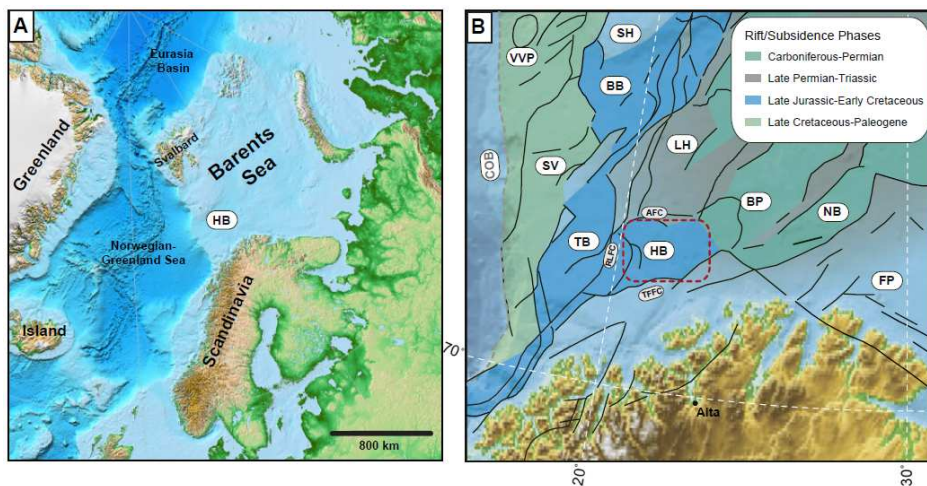 A
Eurasia
Basin
Greenland
Svalbard
Barents
Sea
HB
Norwegian-
Greenland Sea
Island
Scandinavia
800 km
B
Rift/Subsidence Phases
Carboniferous-Permian
Late Permian-Triassic
Late Jurassic-Early Cretaceous
Late Cretaceous-Paleogene
SH
VVP
BB
COB
SV
LH
BP
NB
AFC
TB
RLFC
HB
TFFC
FP
70°
Alta
20°
30°